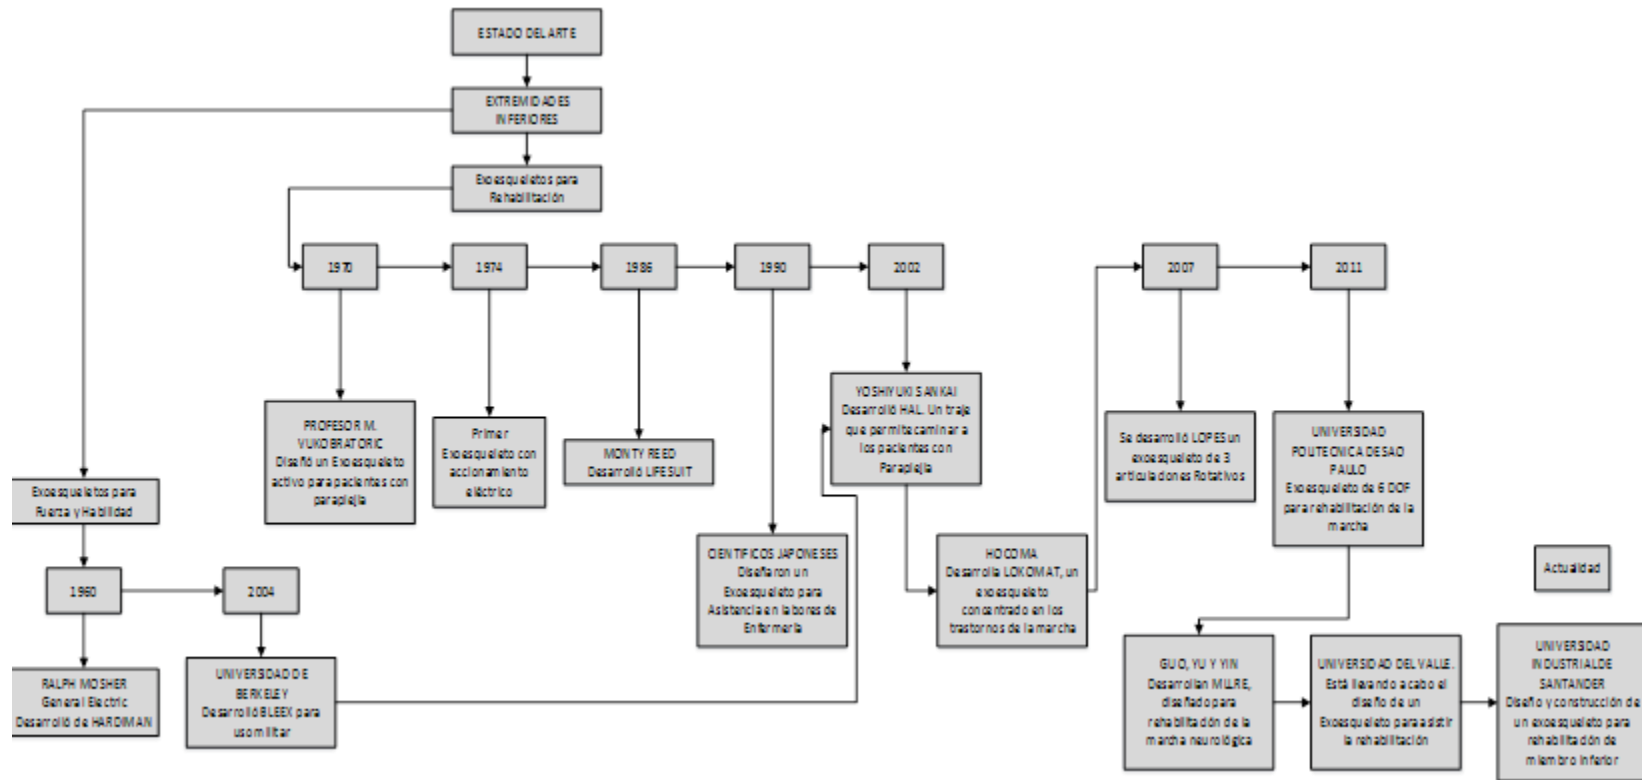 ESTADO DEL ARTE
EXTREMIDADES
INFERIORES
Exoesqueletos para
Rehabilitación
1970
1974
1986
1990
2002
2007
2011
PROFESOR M.
VUKOBRATORIC
Diseñó un Exoesqueleto
activo para pacientes con
paraplejia
Primer
Exoesqueleto con
accionamiento
eléctrico
MONTY REED
Desarrolló LIFESUIT
CIENTIFICOS JAPONESES
Diseñaron un
Exoesqueleto para
Asistencia en labores de
Enfermería
YOSHIYUKI SANKAI
Desarrolló HAL. Un traje
que permite caminar a
los pacientes con
Paraplejia
HOCOMA
Desarrolla LOKOMAT, un
exoesqueleto
concentrado en los
trastornos de la marcha
Se desarrolló LOPES un
exoesqueleto de 3
articulaciones Rotativos
UNIVERSIDAD
POLITECNICA DE SAO
PAULO
Exoesqueleto de 6 DOF
para rehabilitación de la
marcha
Exoesqueletos para
Fuerza y Habilidad
1960
2004
RALPH MOSHER
General Electric
Desarrolló de HARDIMAN
UNIVERSIDAD DE
BERKELEY
Desarrolló BLEEX para
uso militar
Actualidad
GUO, YU Y YIN
Desarrollan MLLRE,
diseñado para
rehabilitación de la
marcha neurológica
UNIVERSIDAD DEL VALLE.
Está llevando a cabo el
diseño de un
Exoesqueleto para asistir
la rehabilitación
UNIVERSIDAD
INDUSTRIAL DE
SANTANDER
Diseño y construcción de
un exoesqueleto para
rehabilitación de
miembro inferior